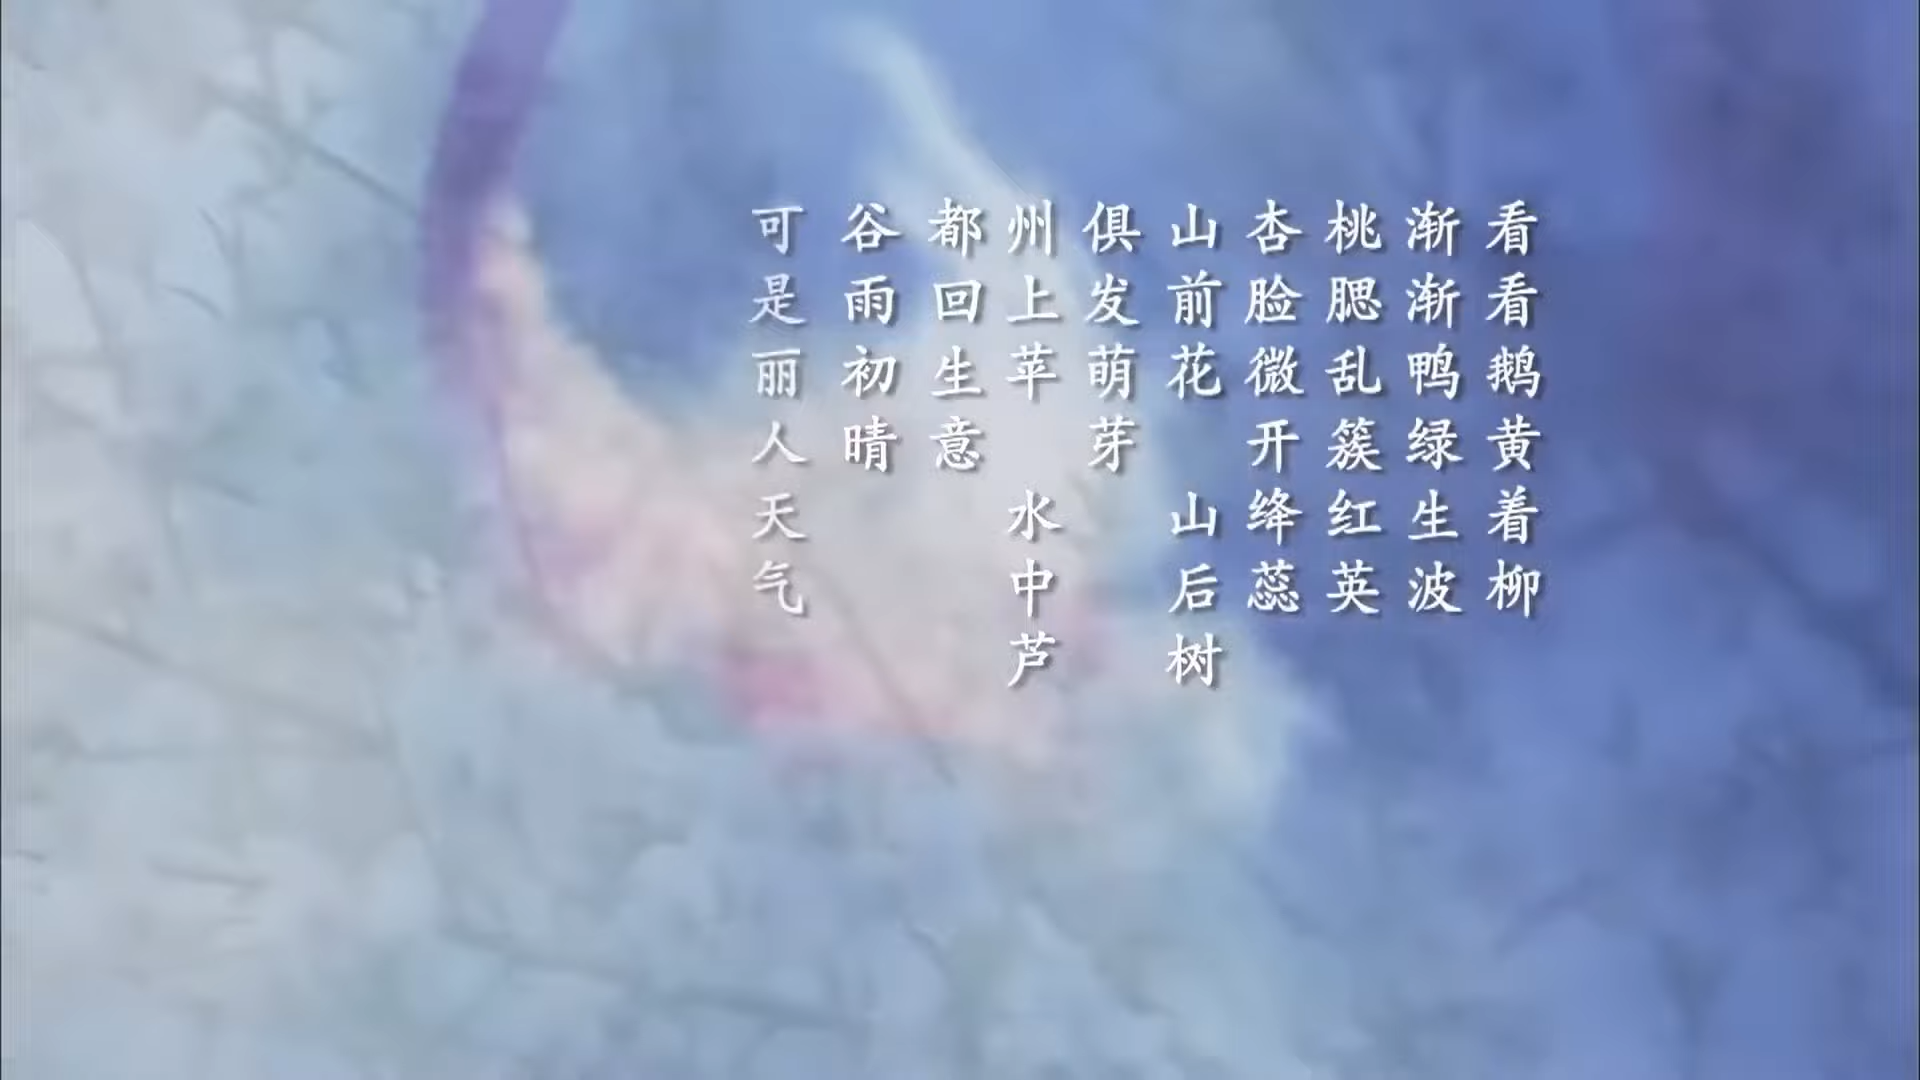 看看鹅黄着柳
渐渐鸭绿生波
桃腮乱簇红英
杏脸微开绛蕊
山前花 山后树
俱发萌芽
州上苹 水中芦
都回生意
谷雨初晴
可是丽人天气